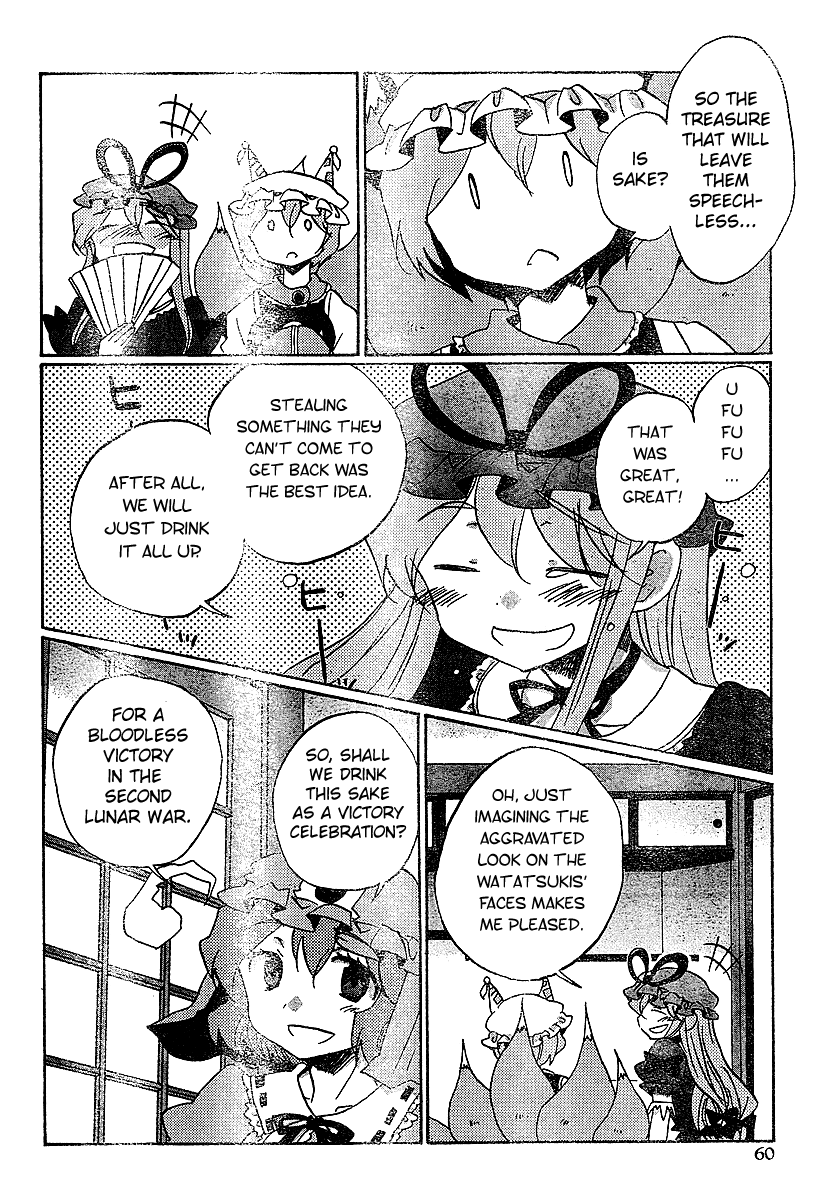 SO THE
TREASURE
THAT WILL
LEAVE
THEM
SPEECH-
LESS...
IS
SAKE?
U
FU
FU
FU
...
THAT
WAS
GREAT,
GREAT!
STEALING
SOMETHING THEY
CAN'T COME TO
GET BACK WAS
THE BEST IDEA.
AFTER ALL,
WE WILL
JUST DRINK
IT ALL UP.
ヒ
ヒ
ヒ
OH, JUST
IMAGINING THE
AGGRAVATED
LOOK ON THE
WATATSUKIS'
FACES MAKES
ME PLEASED.
SO, SHALL
WE DRINK
THIS SAKE
AS A VICTORY
CELEBRATION?
FOR A
BLOODLESS
VICTORY
IN THE
SECOND
LUNAR WAR.
60